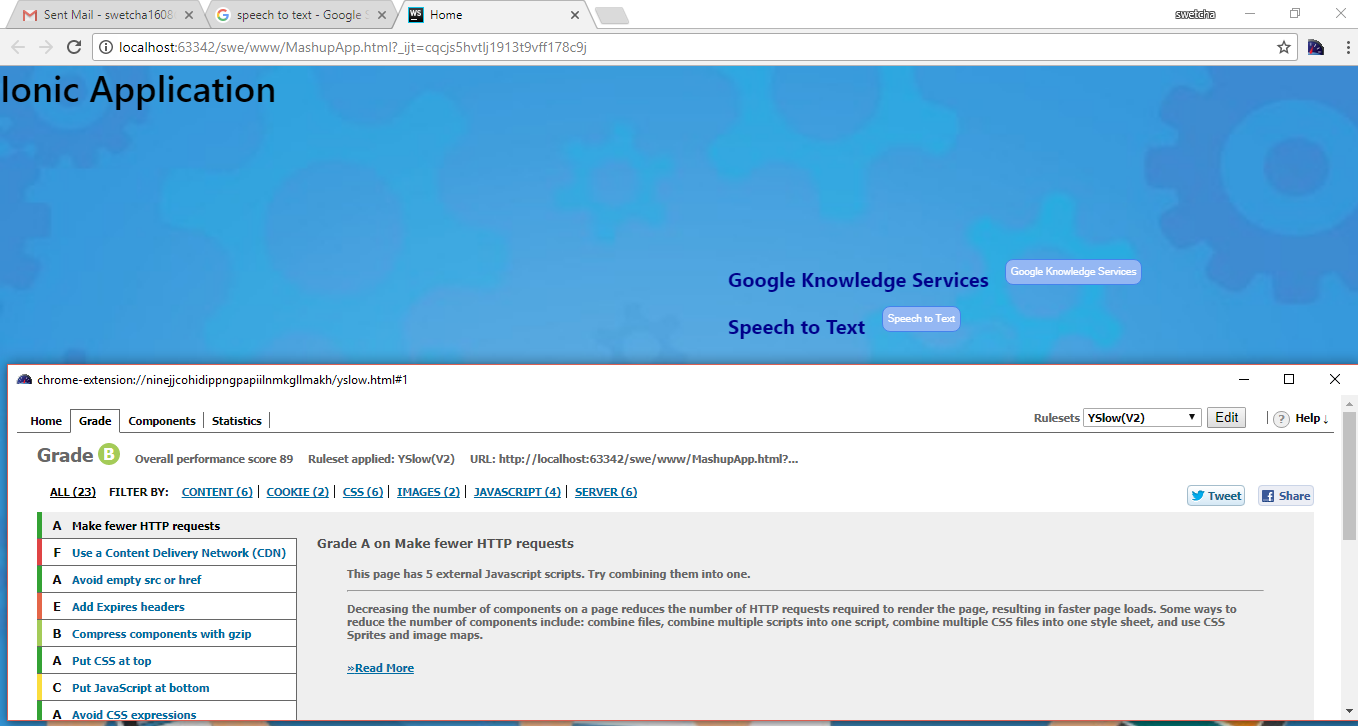 Sent Mail - swetcha1608
speech to text - Google S
WS Home
swetcha
localhost:63342/swe/www/MashupApp.html?_ijt=cqcjs5hvtlj1913t9vff178c9j
Ionic Application
Google Knowledge Services Google Knowledge Services
Speech to Text Speech to Text
chrome-extension://ninejjcohidippngpapiilnmkgllmakh/yslow.html#1
Home Grade Components Statistics Rulesets YSlow(V2) Edit ? Help ↓
Grade B Overall performance score 89 Ruleset applied: YSlow(V2) URL: http://localhost:63342/swe/www/MashupApp.html?...
ALL (23) FILTER BY: CONTENT (6) | COOKIE (2) | CSS (6) | IMAGES (2) | JAVASCRIPT (4) | SERVER (6) Tweet Share
A Make fewer HTTP requests
F Use a Content Delivery Network (CDN)
A Avoid empty src or href
E Add Expires headers
B Compress components with gzip
A Put CSS at top
C Put JavaScript at bottom
A Avoid CSS expressions
Grade A on Make fewer HTTP requests
This page has 5 external Javascript scripts. Try combining them into one.
Decreasing the number of components on a page reduces the number of HTTP requests required to render the page, resulting in faster page loads. Some ways to
reduce the number of components include: combine files, combine multiple scripts into one script, combine multiple CSS files into one style sheet, and use CSS
Sprites and image maps.
»Read More